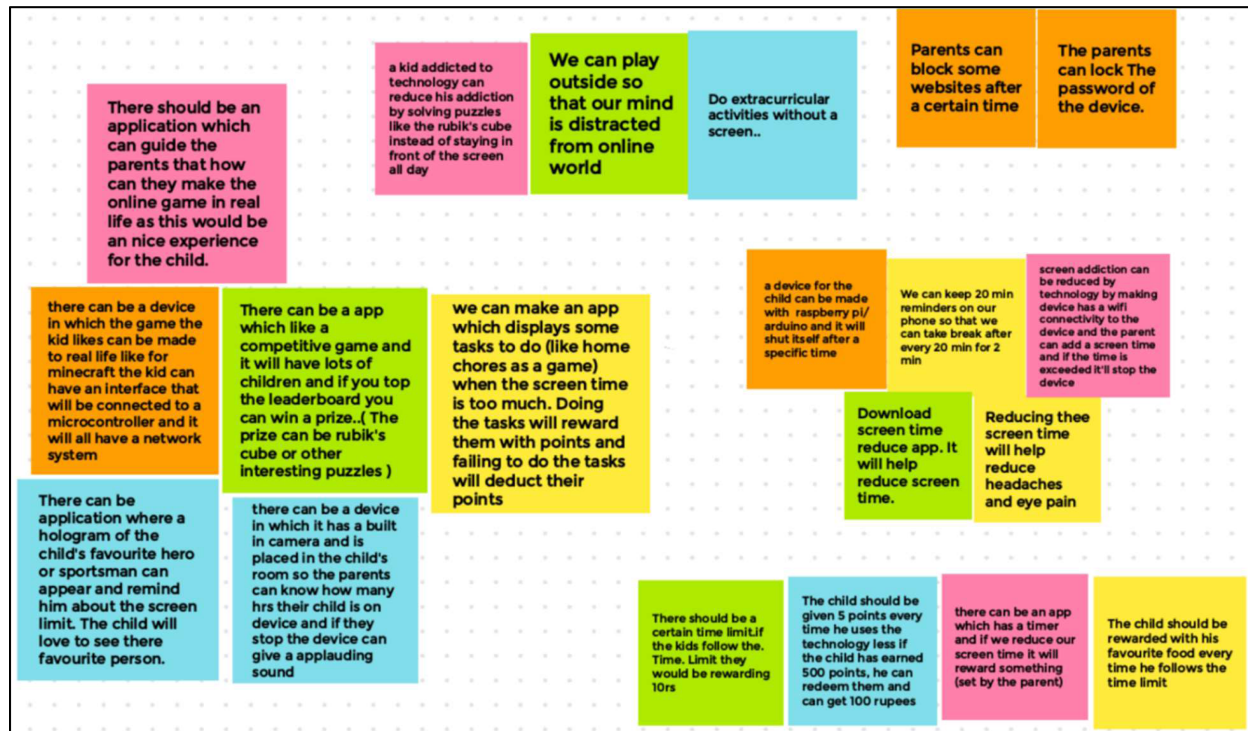 There should be an
application which
can guide the
parents that how
can they make the
online game in real
life as this would be
an nice experience
for the child.
there can be a device
in which the game the
kid likes can be made
to real life like for
minecraft the kid can
have an interface that
will be connected to a
microcontroller and it
will all have a network
system
There can be a app
which like a
competitive game and
it will have lots of
children and if you top
the leaderboard you
can win a prize..( The
prize can be rubik's
cube or other
interesting puzzles )
we can make an app
which displays some
tasks to do (like home
chores as a game)
when the screen time
is too much. Doing
the tasks will reward
them with points and
failing to do the tasks
will deduct their
points
There can be
application where a
hologram of the
child's favourite hero
or sportsman can
appear and remind
him about the screen
limit. The child will
love to see there
favourite person.
there can be a device
in which it has a built
in camera and is
placed in the child's
room so the parents
can know how many
hrs their child is on
device and if they
stop the device can
give a applauding
sound
a kid addicted to
technology can
reduce his addiction
by solving puzzles
like the rubik's cube
instead of staying in
front of the screen
all day
We can play
outside so
that our mind
is distracted
from online
world
Do extracurricular
activities without a
screen..
Parents can
block some
websites after
a certain time
The parents
can lock The
password of
the device.
a device for the
child can be made
with raspberry pi/
arduino and it will
shut itself after a
specific time
We can keep 20 min
reminders on our
phone so that we
can take break after
every 20 min for 2
min
screen addiction can
be reduced by
technology by making
device has a wifi
connectivity to the
device and the parent
can add a screen time
and if the time is
exceeded it'll stop the
device
Download
screen time
reduce app. It
will help
reduce screen
time.
Reducing thee
screen time
will help
reduce
headaches
and eye pain
There should be a
certain time limit.if
the kids follow the.
Time. Limit they
would be rewarding
10rs
The child should be
given 5 points every
time he uses the
technology less if
the child has earned
500 points, he can
redeem them and
can get 100 rupees
there can be an app
which has a timer
and if we reduce our
screen time it will
reward something
(set by the parent)
The child should be
rewarded with his
favourite food every
time he follows the
time limit